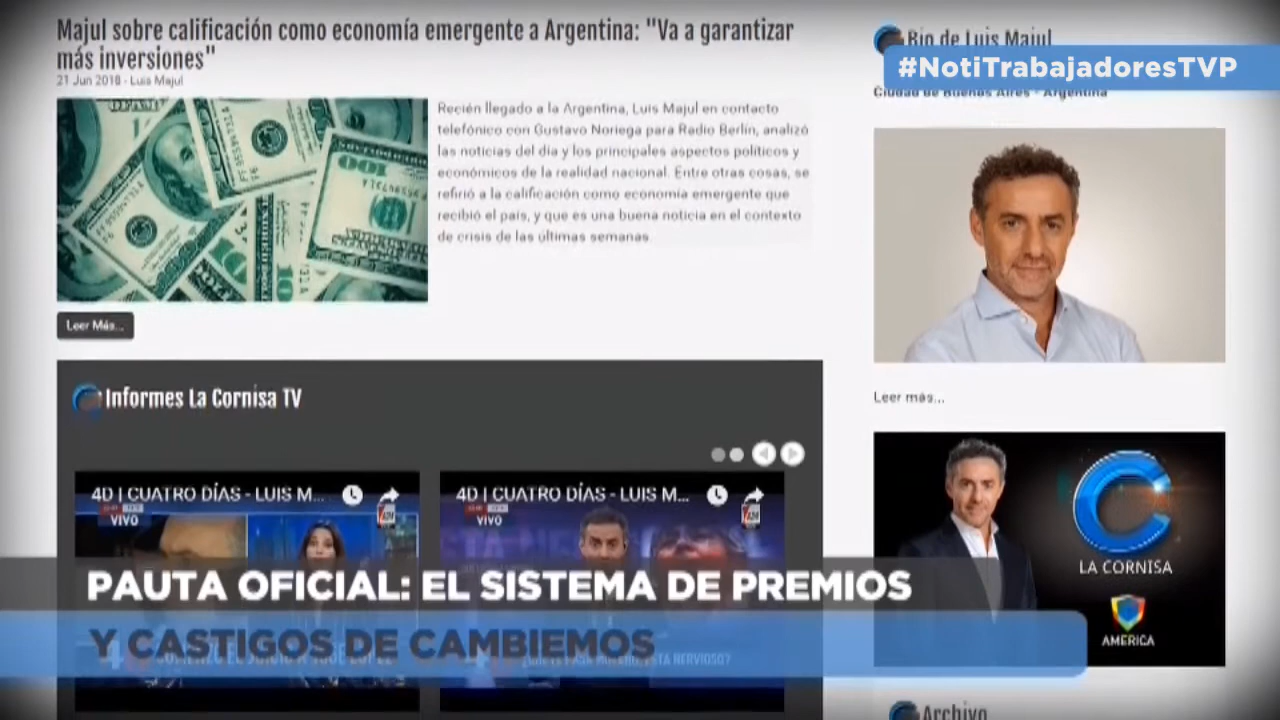 Majul sobre calificación como economía emergente a Argentina: "Va a garantizar
más inversiones"
21 Jun 2018 - Luis Majul
Recién llegado a la Argentina, Luis Majul en contacto
telefónico con Gustavo Noriega para Radio Berlín, analizó
las noticias del día y los principales aspectos políticos y
económicos de la realidad nacional. Entre otras cosas, se
refirió a la calificación como economía emergente que
recibió el país, y que es una buena noticia en el contexto
de crisis de las últimas semanas.
Leer Más...
Bio de Luis Majul
#NotiTrabajadoresTVP
Ciudad de Buenos Aires - Argentina
Leer más...
Informes La Cornisa TV
4D | CUATRO DÍAS - LUIS M...
VIVO
4D | CUATRO DÍAS - LUIS M...
VIVO
LA CORNISA
AMERICA
PAUTA OFICIAL: EL SISTEMA DE PREMIOS
Y CASTIGOS DE CAMBIEMOS
Archivo